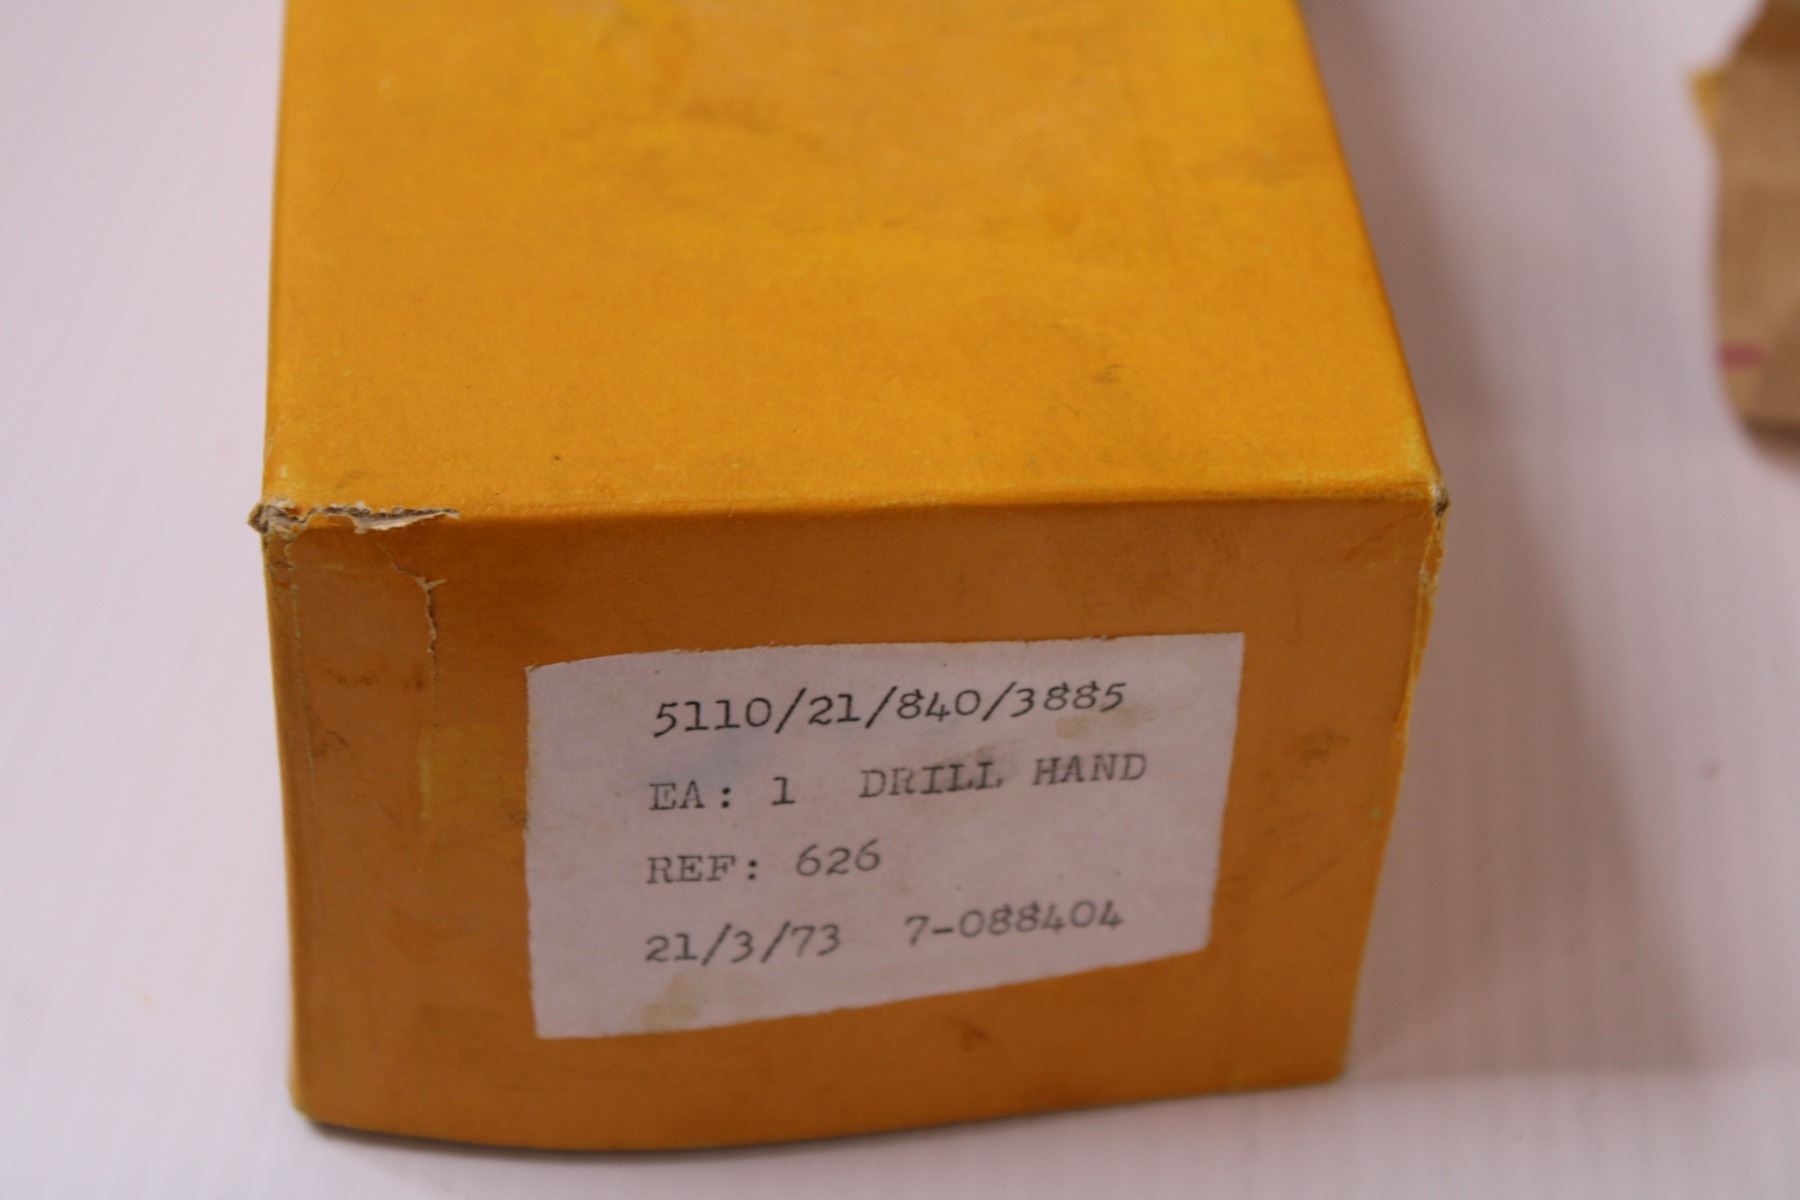 5110/21/840/3885
EA: 1 DRILL HAND
REF: 626
21/3/73 7-088404